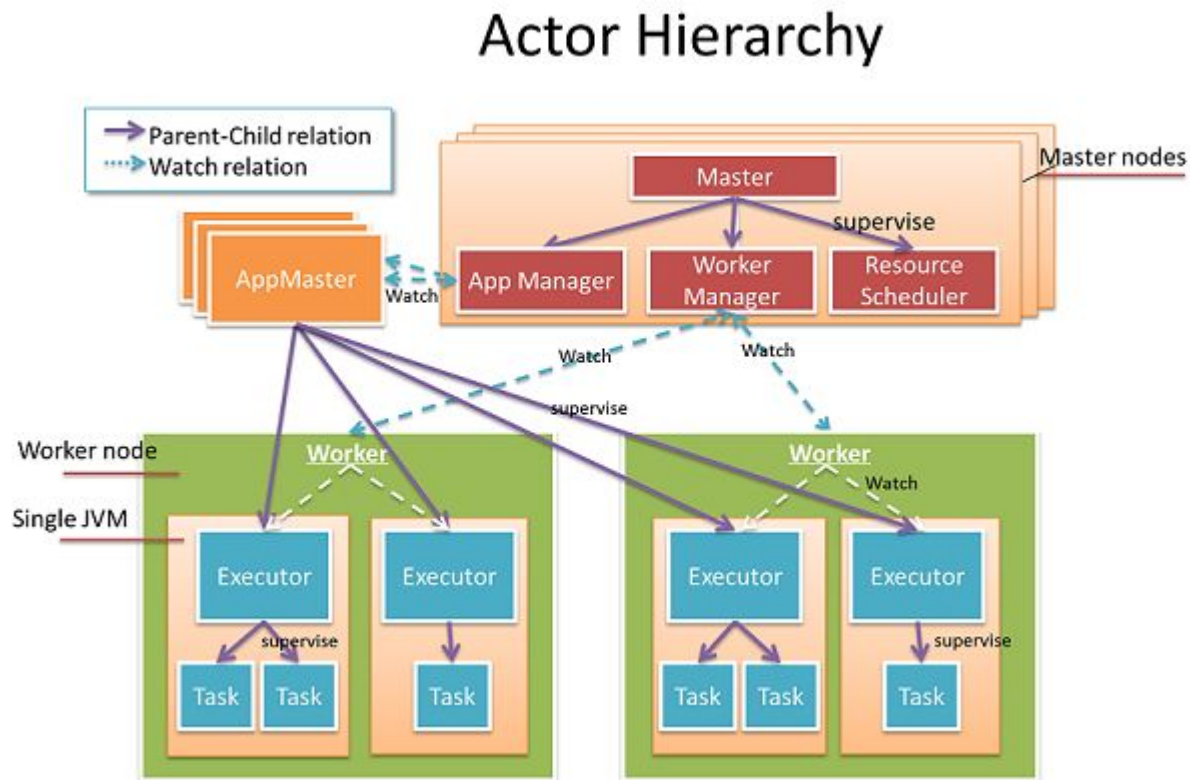 Actor Hierarchy
Parent-Child relation
Watch relation
Master nodes
Master
supervise
AppMaster
Watch
App Manager
Worker
Manager
Resource
Scheduler
Watch
Watch
supervise
Worker node
Worker
Worker
Watch
Single JVM
Executor
Executor
Executor
Executor
supervise
supervise
Task
Task
Task
Task
Task
Task